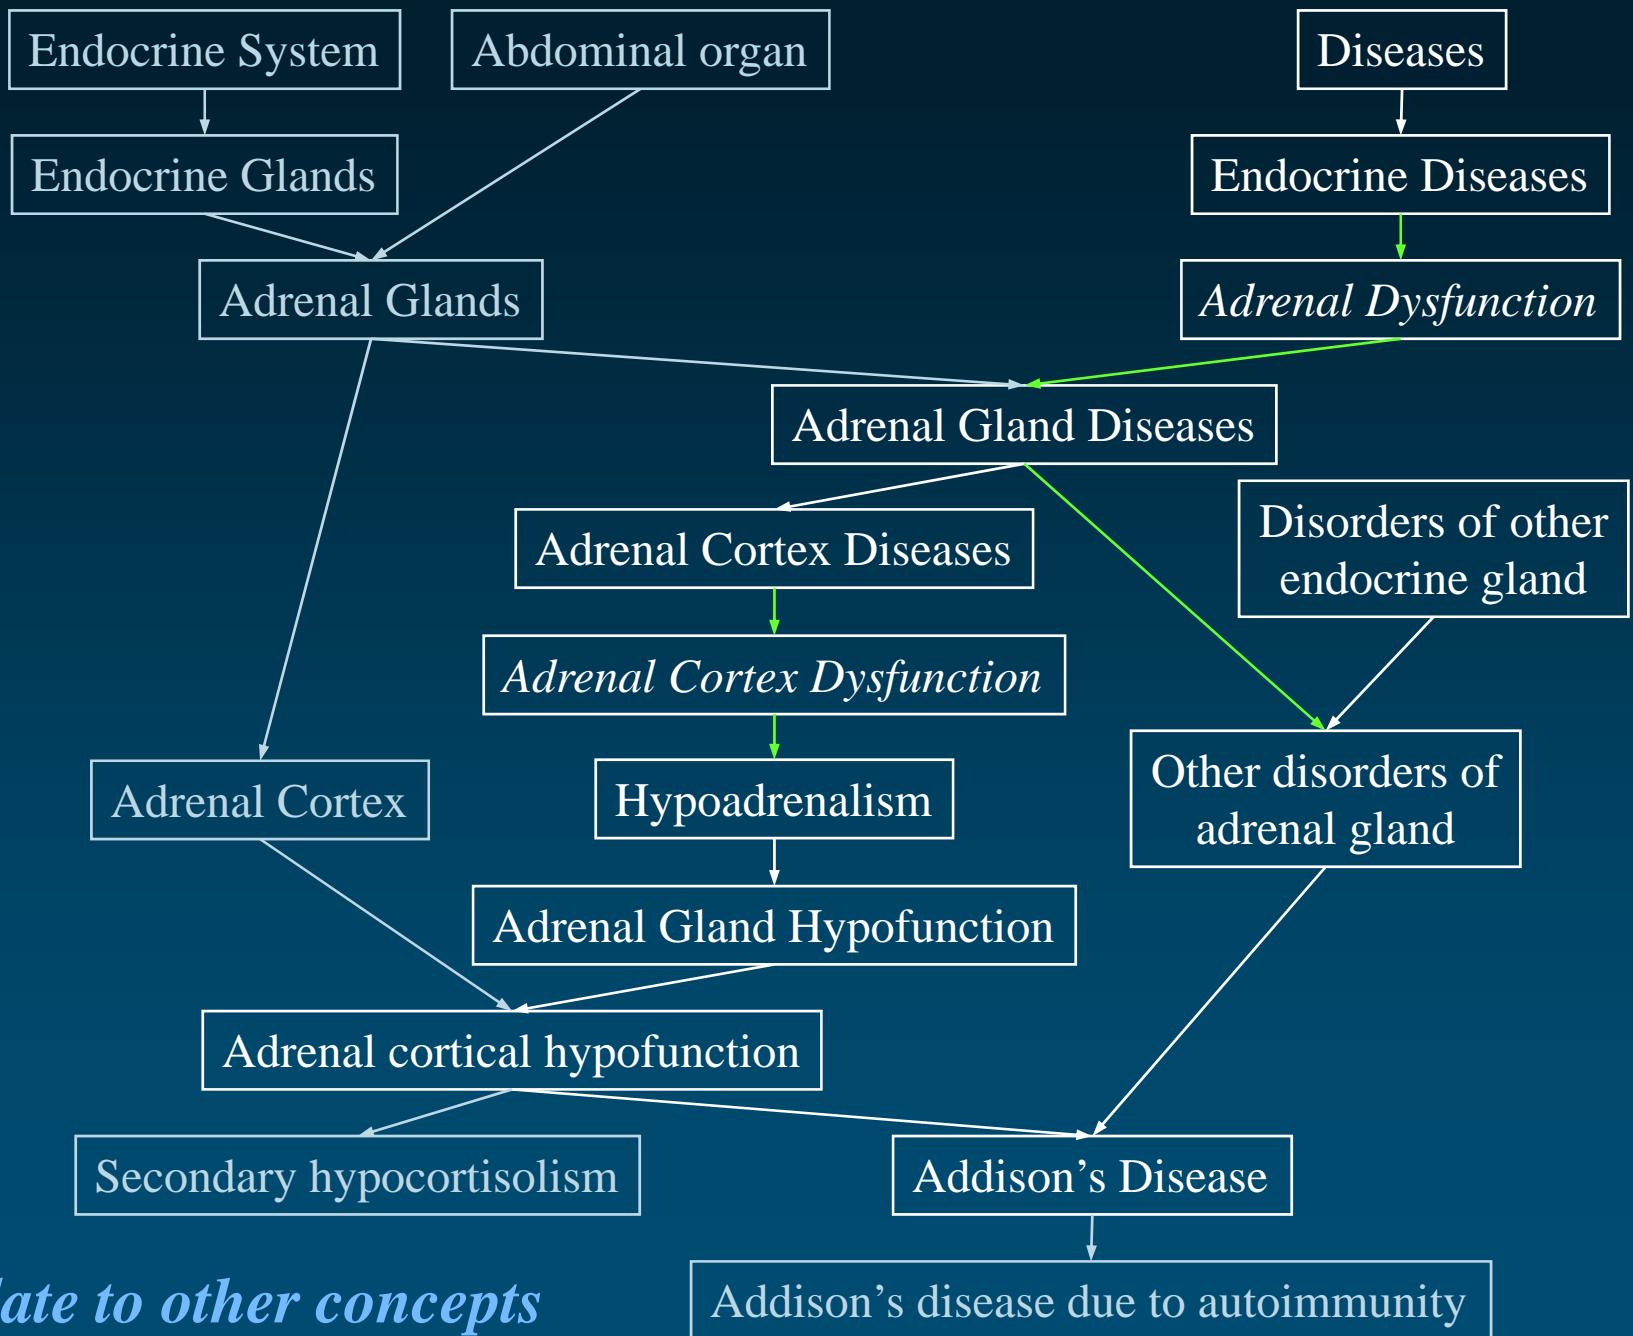 Endocrine System
Abdominal organ
Diseases
Endocrine Glands
Endocrine Diseases
Adrenal Glands
Adrenal Dysfunction
Adrenal Gland Diseases
Adrenal Cortex Diseases
Disorders of other
endocrine gland
Adrenal Cortex Dysfunction
Adrenal Cortex
Hypoadrenalism
Other disorders of
adrenal gland
Adrenal Gland Hypofunction
Adrenal cortical hypofunction
Secondary hypocortisolism
Addison’s Disease
to other concepts
Addison’s disease due to autoimmunity